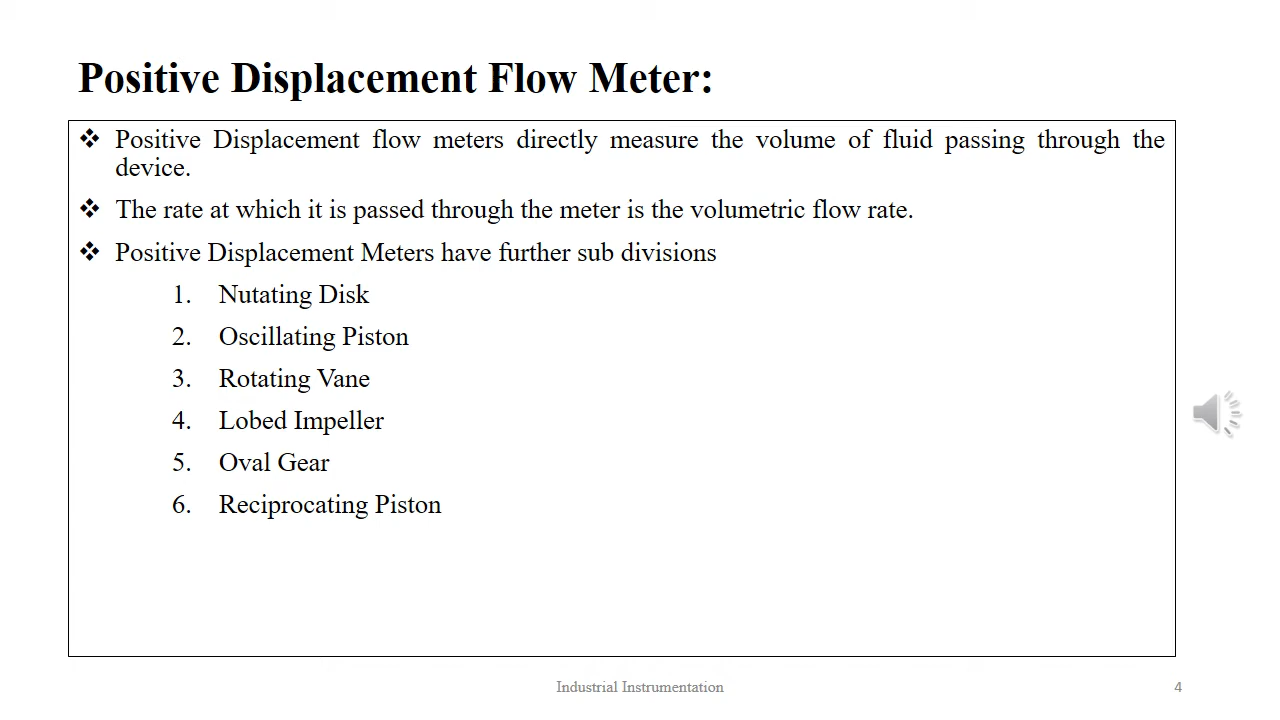 Positive Displacement Flow Meter:
❖ Positive Displacement flow meters directly measure the volume of fluid passing through the
device.
❖ The rate at which it is passed through the meter is the volumetric flow rate.
❖ Positive Displacement Meters have further sub divisions
1. Nutating Disk
2. Oscillating Piston
3. Rotating Vane
4. Lobed Impeller
5. Oval Gear
6. Reciprocating Piston
Industrial Instrumentation
4